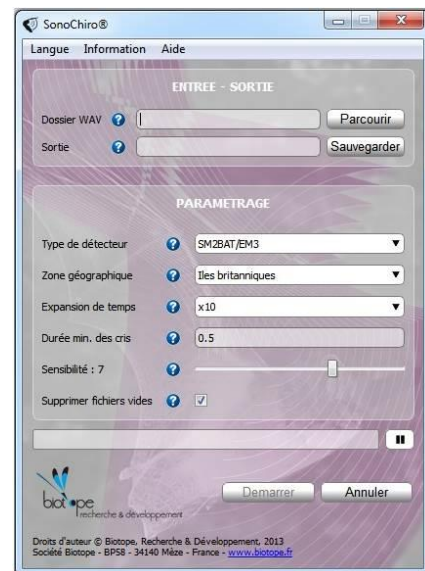 SonoChiro®
Langue Information Aide
ENTREE - SORTIE
Dossier WAV ? Parcourir
Sortie ? Sauvegarder
PARAMETRAGE
Type de détecteur ? SM2BAT/EM3
Zone géographique ? Iles britanniques
Expansion de temps ? x10
Durée min. des cris ? 0.5
Sensibilité : 7 ?
Supprimer fichiers vides ?
biotope
recherche & développement
Demarrer Annuler
Droits d'auteur © Biotope, Recherche & Développement, 2013
Société Biotope - BP58 - 34140 Mèze - France - www.biotope.fr